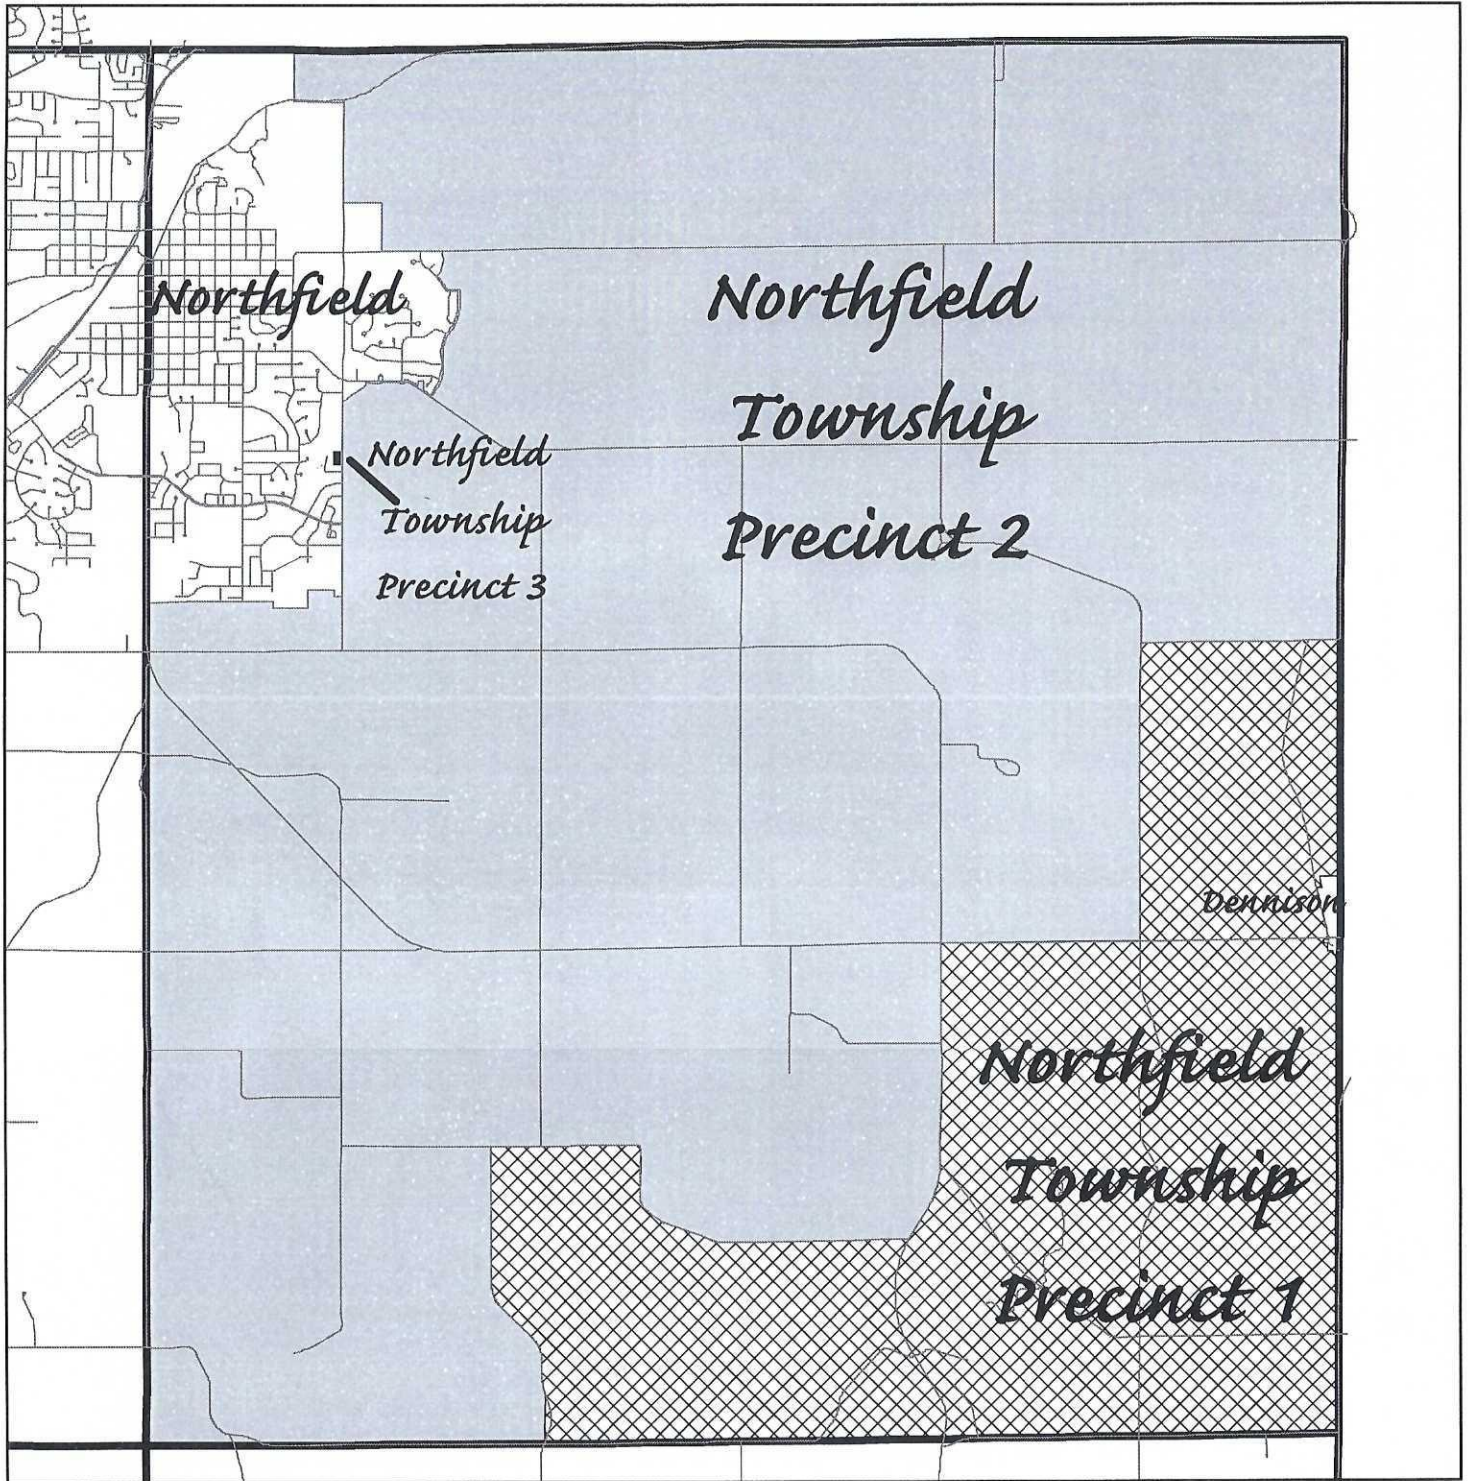 Northfield
Northfield
Township
Precinct 2
Northfield
Township
Precinct 3
Dennison
Northfield
Township
Precinct 1